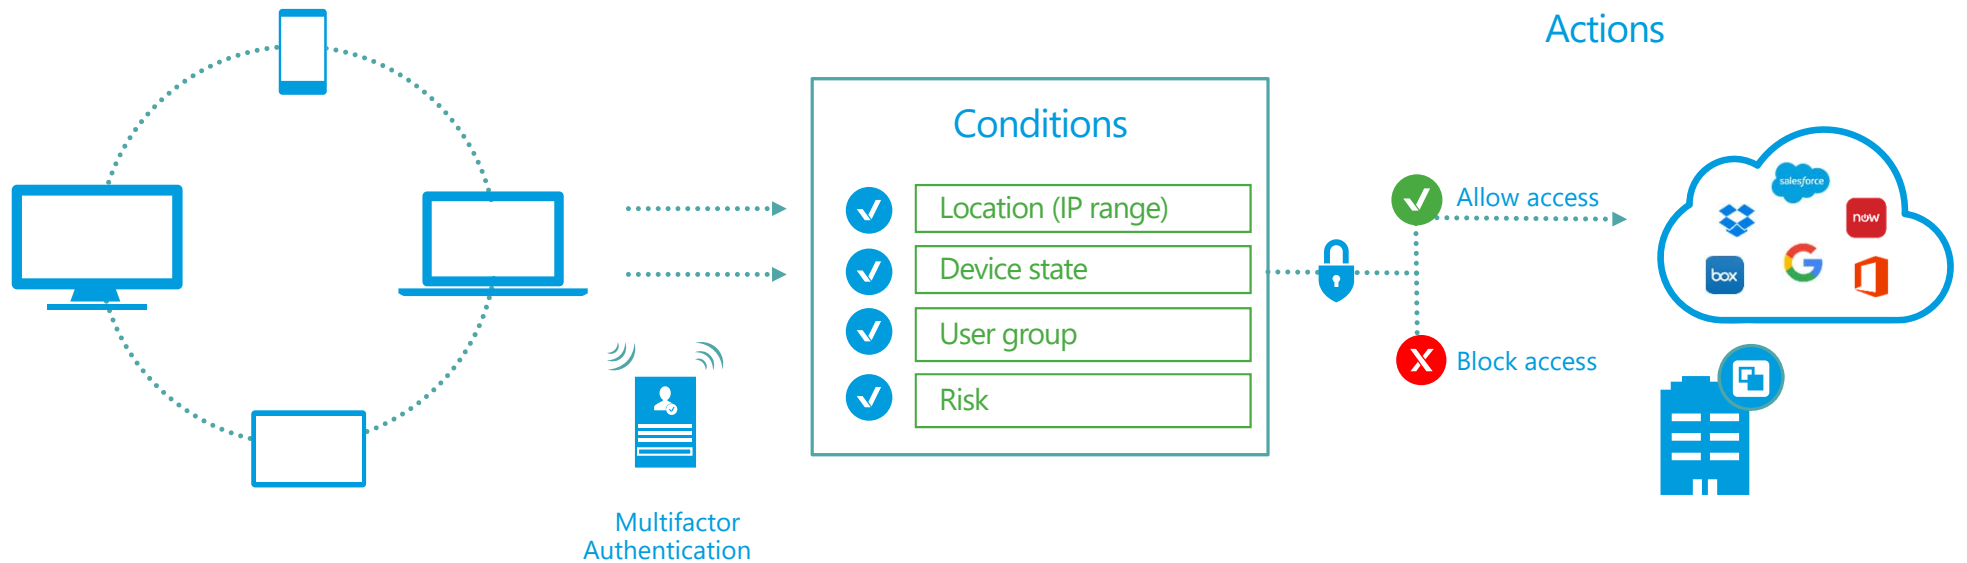 Actions
Conditions
Location (IP range)
Device state
User group
Risk
Multifactor
Authentication
Allow access
Block access
salesforce
now
box